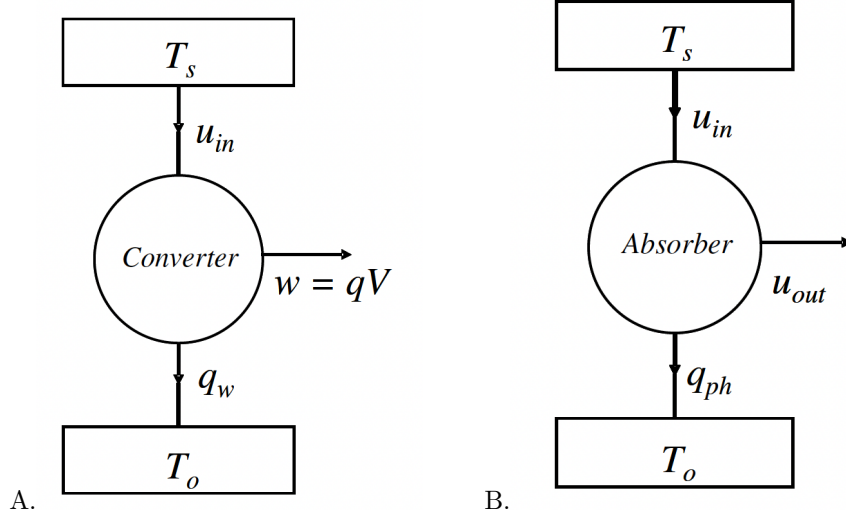 T_s
u_in
Converter
w = qV
q_w
T_o
A.
T_s
u_in
Absorber
u_out
q_ph
T_o
B.